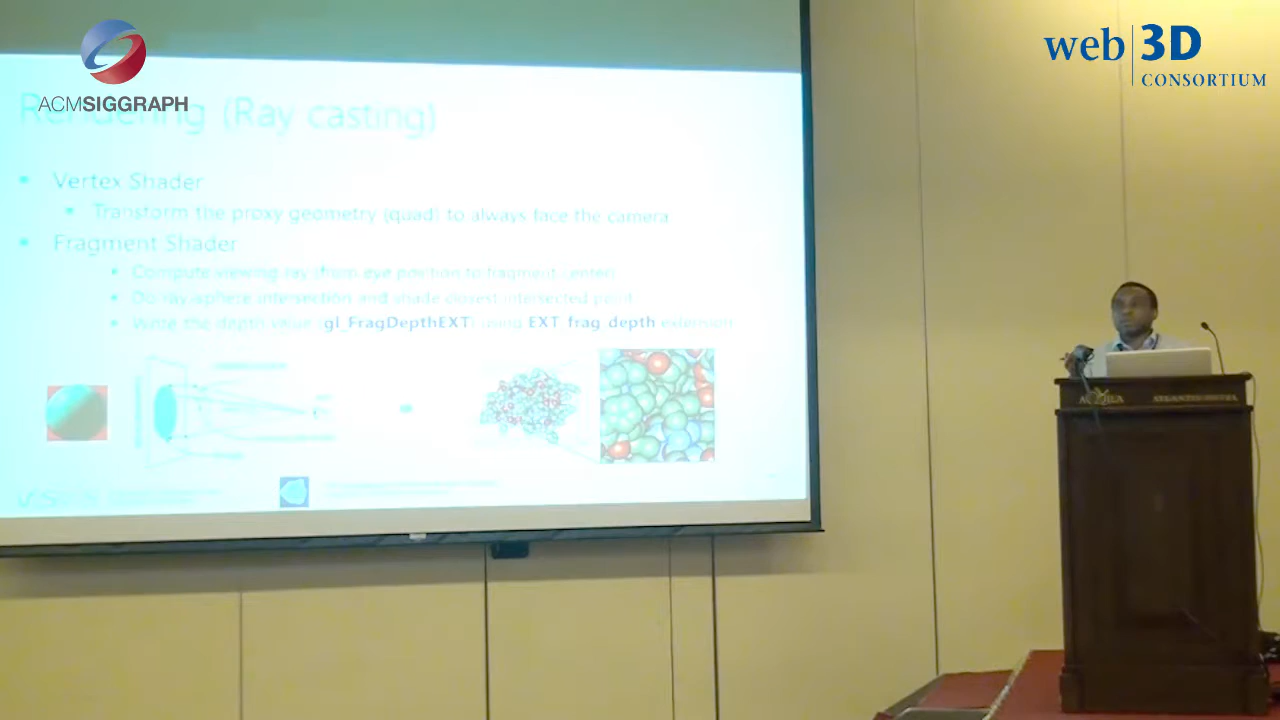 ACMSIGGRAPH
web 3D
CONSORTIUM
Rendering (Ray casting)
Vertex Shader
Transform the proxy geometry (quad) to always face the camera
Fragment Shader
Compute viewing ray (from eye position to fragment center)
Do ray-sphere intersection and shade closest intersected point
Write the depth value (gl_FragDepthEXT) using EXT_frag_depth extension